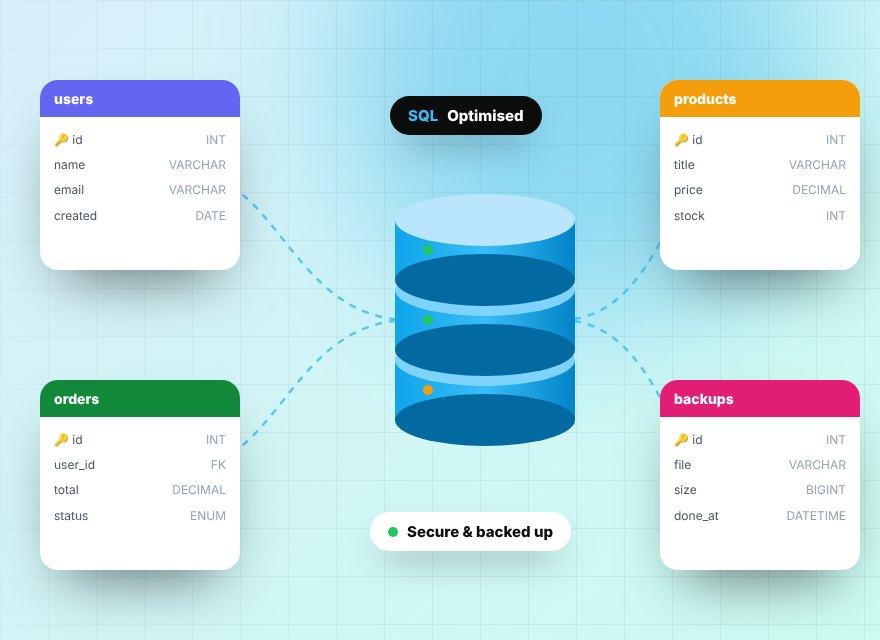 users
🔑 id INT
name VARCHAR
email VARCHAR
created DATE
SQL Optimised
products
🔑 id INT
title VARCHAR
price DECIMAL
stock INT
orders
🔑 id INT
user_id FK
total DECIMAL
status ENUM
Secure & backed up
backups
🔑 id INT
file VARCHAR
size BIGINT
done_at DATETIME